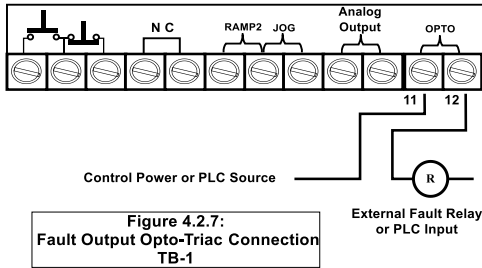 Analog
N C RAMP2 JOG Output OPTO
11 12
Control Power or PLC Source
R
External Fault Relay
or PLC Input
Figure 4.2.7:
Fault Output Opto-Triac Connection
TB-1